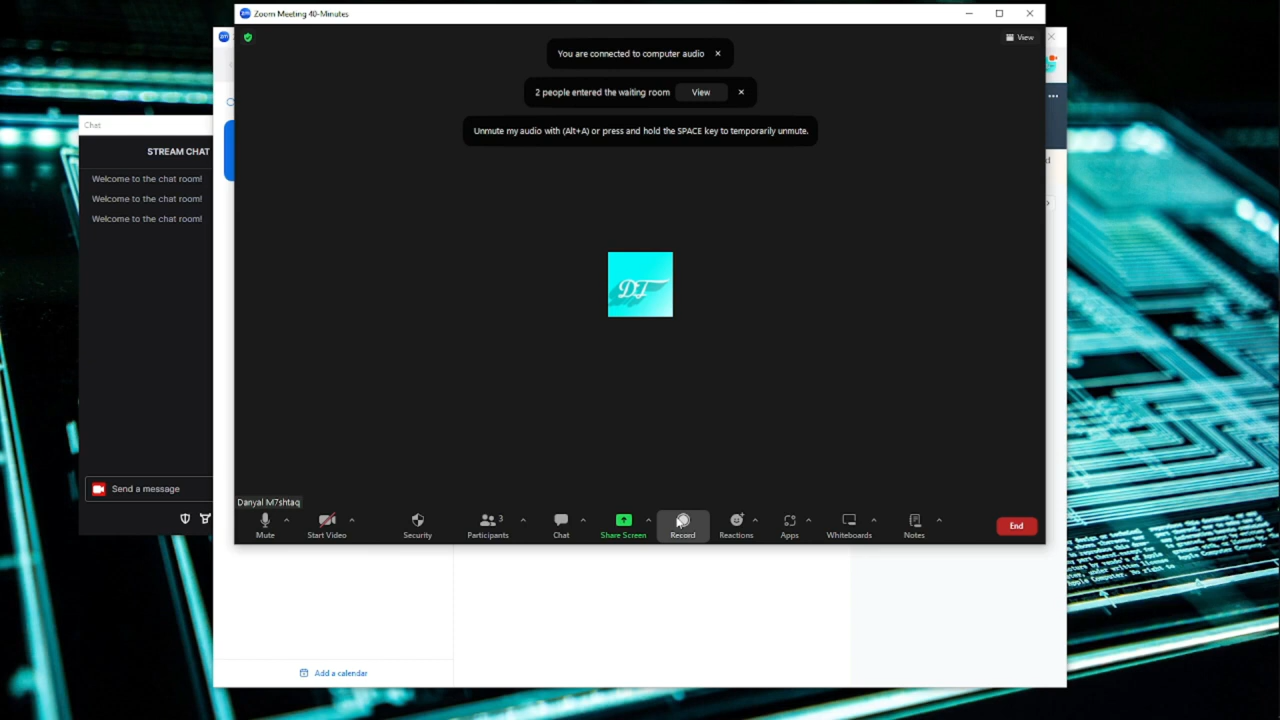 Zoom Meeting 40-Minutes
View
You are connected to computer audio
2 people entered the waiting room View
Unmute my audio with (Alt+A) or press and hold the SPACE key to temporarily unmute.
Chat
STREAM CHAT
Welcome to the chat room!
Welcome to the chat room!
Welcome to the chat room!
Send a message
DI
Danyal M7shtaq
Mute
Start Video
Security
Participants 3
Chat
Share Screen
Record
Reactions
Apps
Whiteboards
Notes
End
Add a calendar